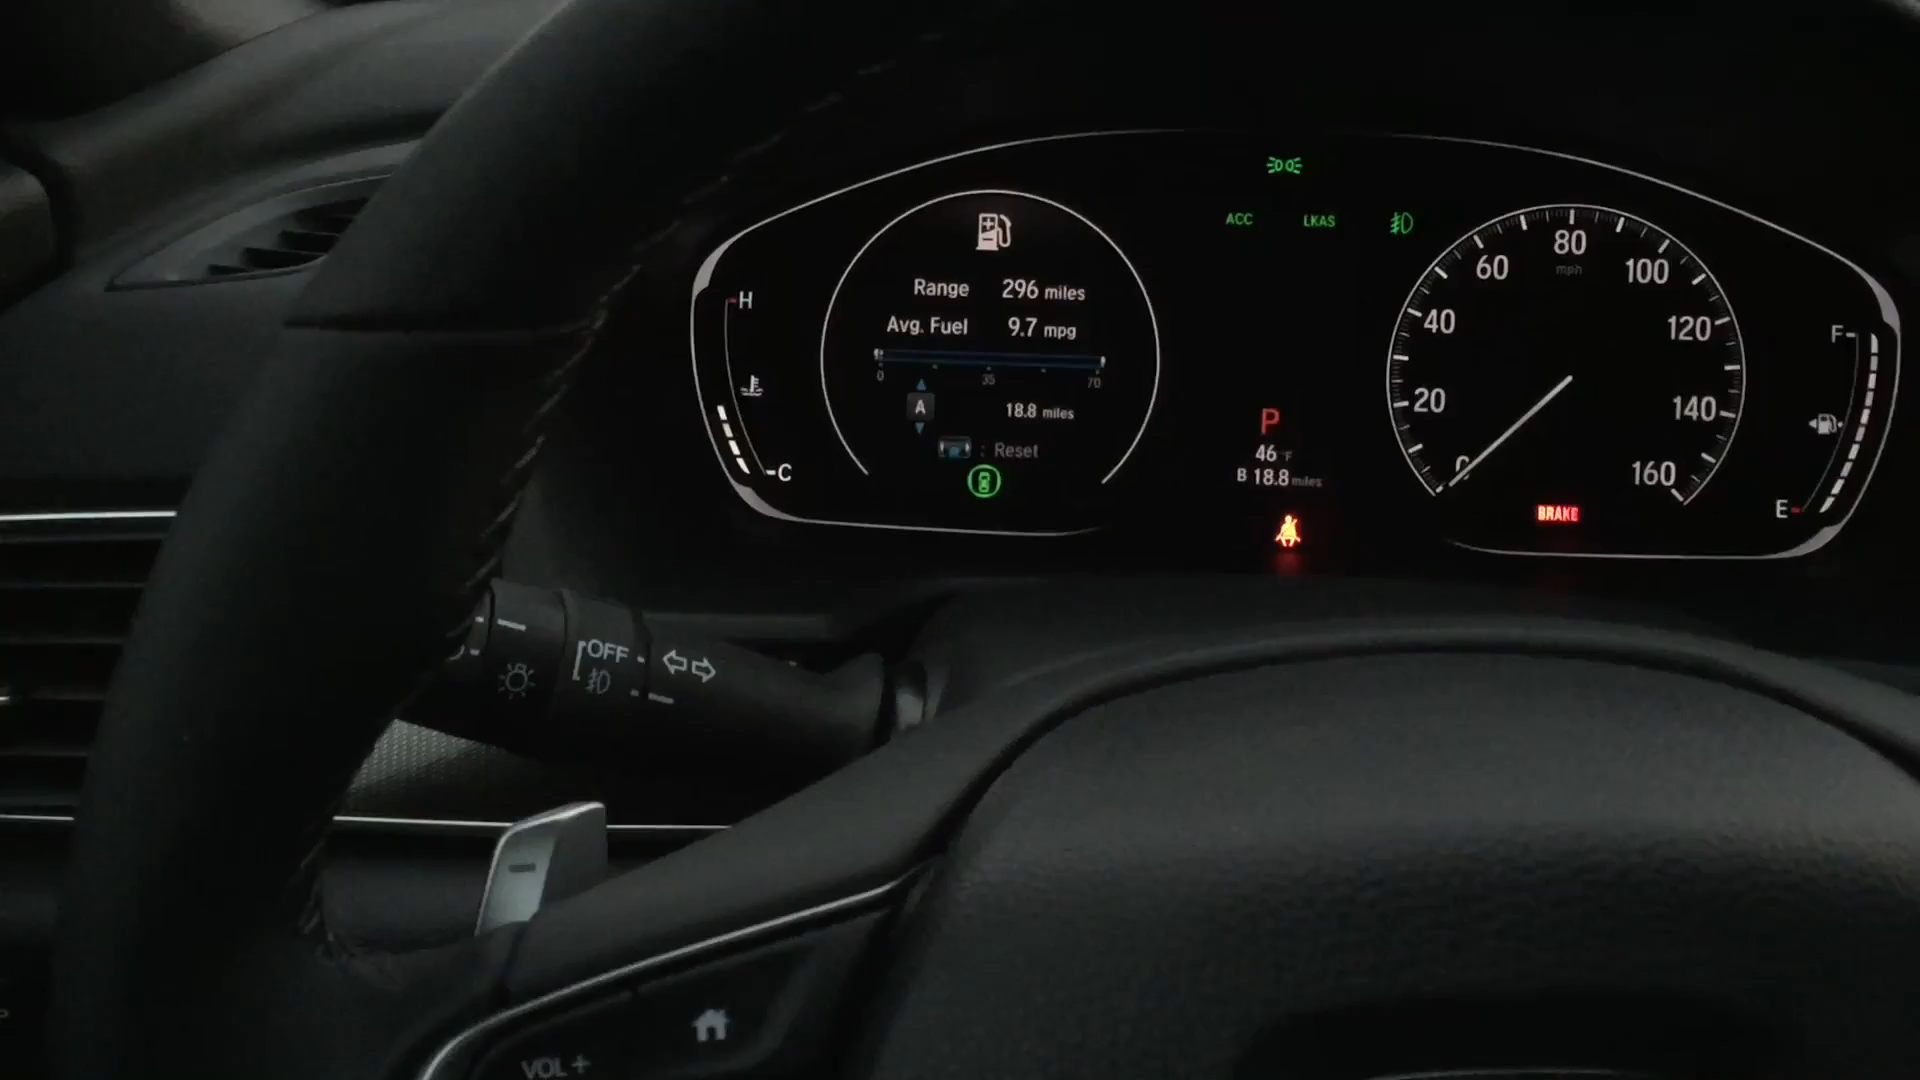 Range 296 miles
Avg. Fuel 9.7 mpg
0 35 70
A 18.8 miles
: Reset
H
C
ACC LKAS
P
46 °F
B 18.8 miles
0 20 40 60 80 100 120 140 160
mph
BRAKE
F
E
OFF
VOL +